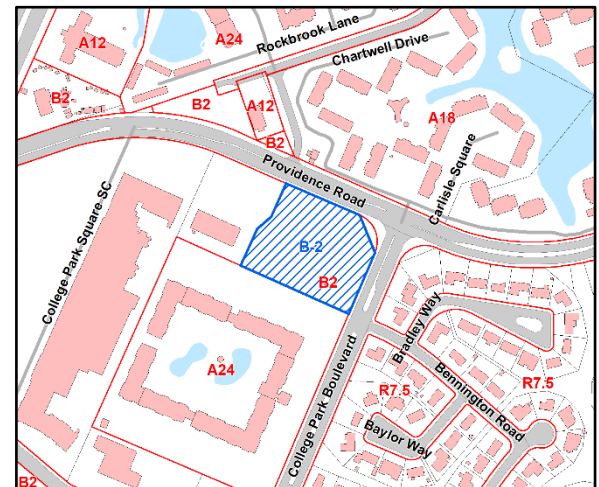 A12
A24
Rockbrook Lane
Chartwell Drive
B2
B2
A12
A18
B2
Carlisle Square
Providence Road
College Park Square SC
B-2
B2
Bradley Way
A24
College Park Boulevard
Bennington Road
R7.5
R7.5
Baylor Way
B2